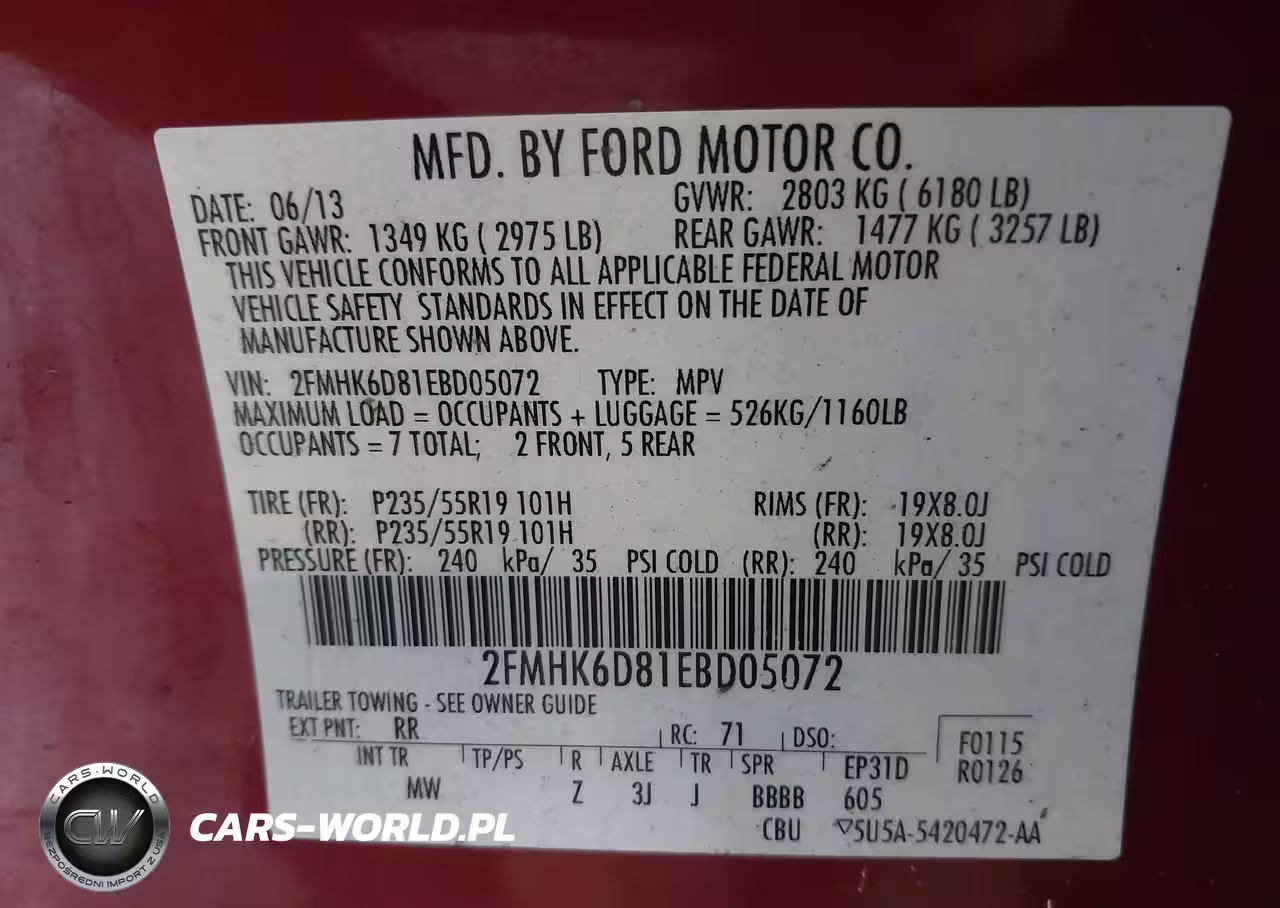 MFD. BY FORD MOTOR CO.
DATE: 06/13 GVWR: 2803 KG ( 6180 LB)
FRONT GAWR: 1349 KG ( 2975 LB) REAR GAWR: 1477 KG ( 3257 LB)
THIS VEHICLE CONFORMS TO ALL APPLICABLE FEDERAL MOTOR
VEHICLE SAFETY STANDARDS IN EFFECT ON THE DATE OF
MANUFACTURE SHOWN ABOVE.
VIN: 2FMHK6D81EBD05072 TYPE: MPV
MAXIMUM LOAD = OCCUPANTS + LUGGAGE = 526KG/1160LB
OCCUPANTS = 7 TOTAL; 2 FRONT, 5 REAR
TIRE (FR): P235/55R19 101H RIMS (FR): 19X8.0J
(RR): P235/55R19 101H (RR): 19X8.0J
PRESSURE (FR): 240 kPa/ 35 PSI COLD (RR): 240 kPa/ 35 PSI COLD
2FMHK6D81EBD05072
TRAILER TOWING - SEE OWNER GUIDE
EXT PNT: RR RC: 71 DSO: F0115
INT TR TP/PS R AXLE TR SPR EP31D R0126
MW Z 3J J BBBB 605
CBU ▽5U5A-5420472-AA
CARS-WORLD
CW
BEZPOŚREDNI IMPORT Z USA
CARS-WORLD.PL